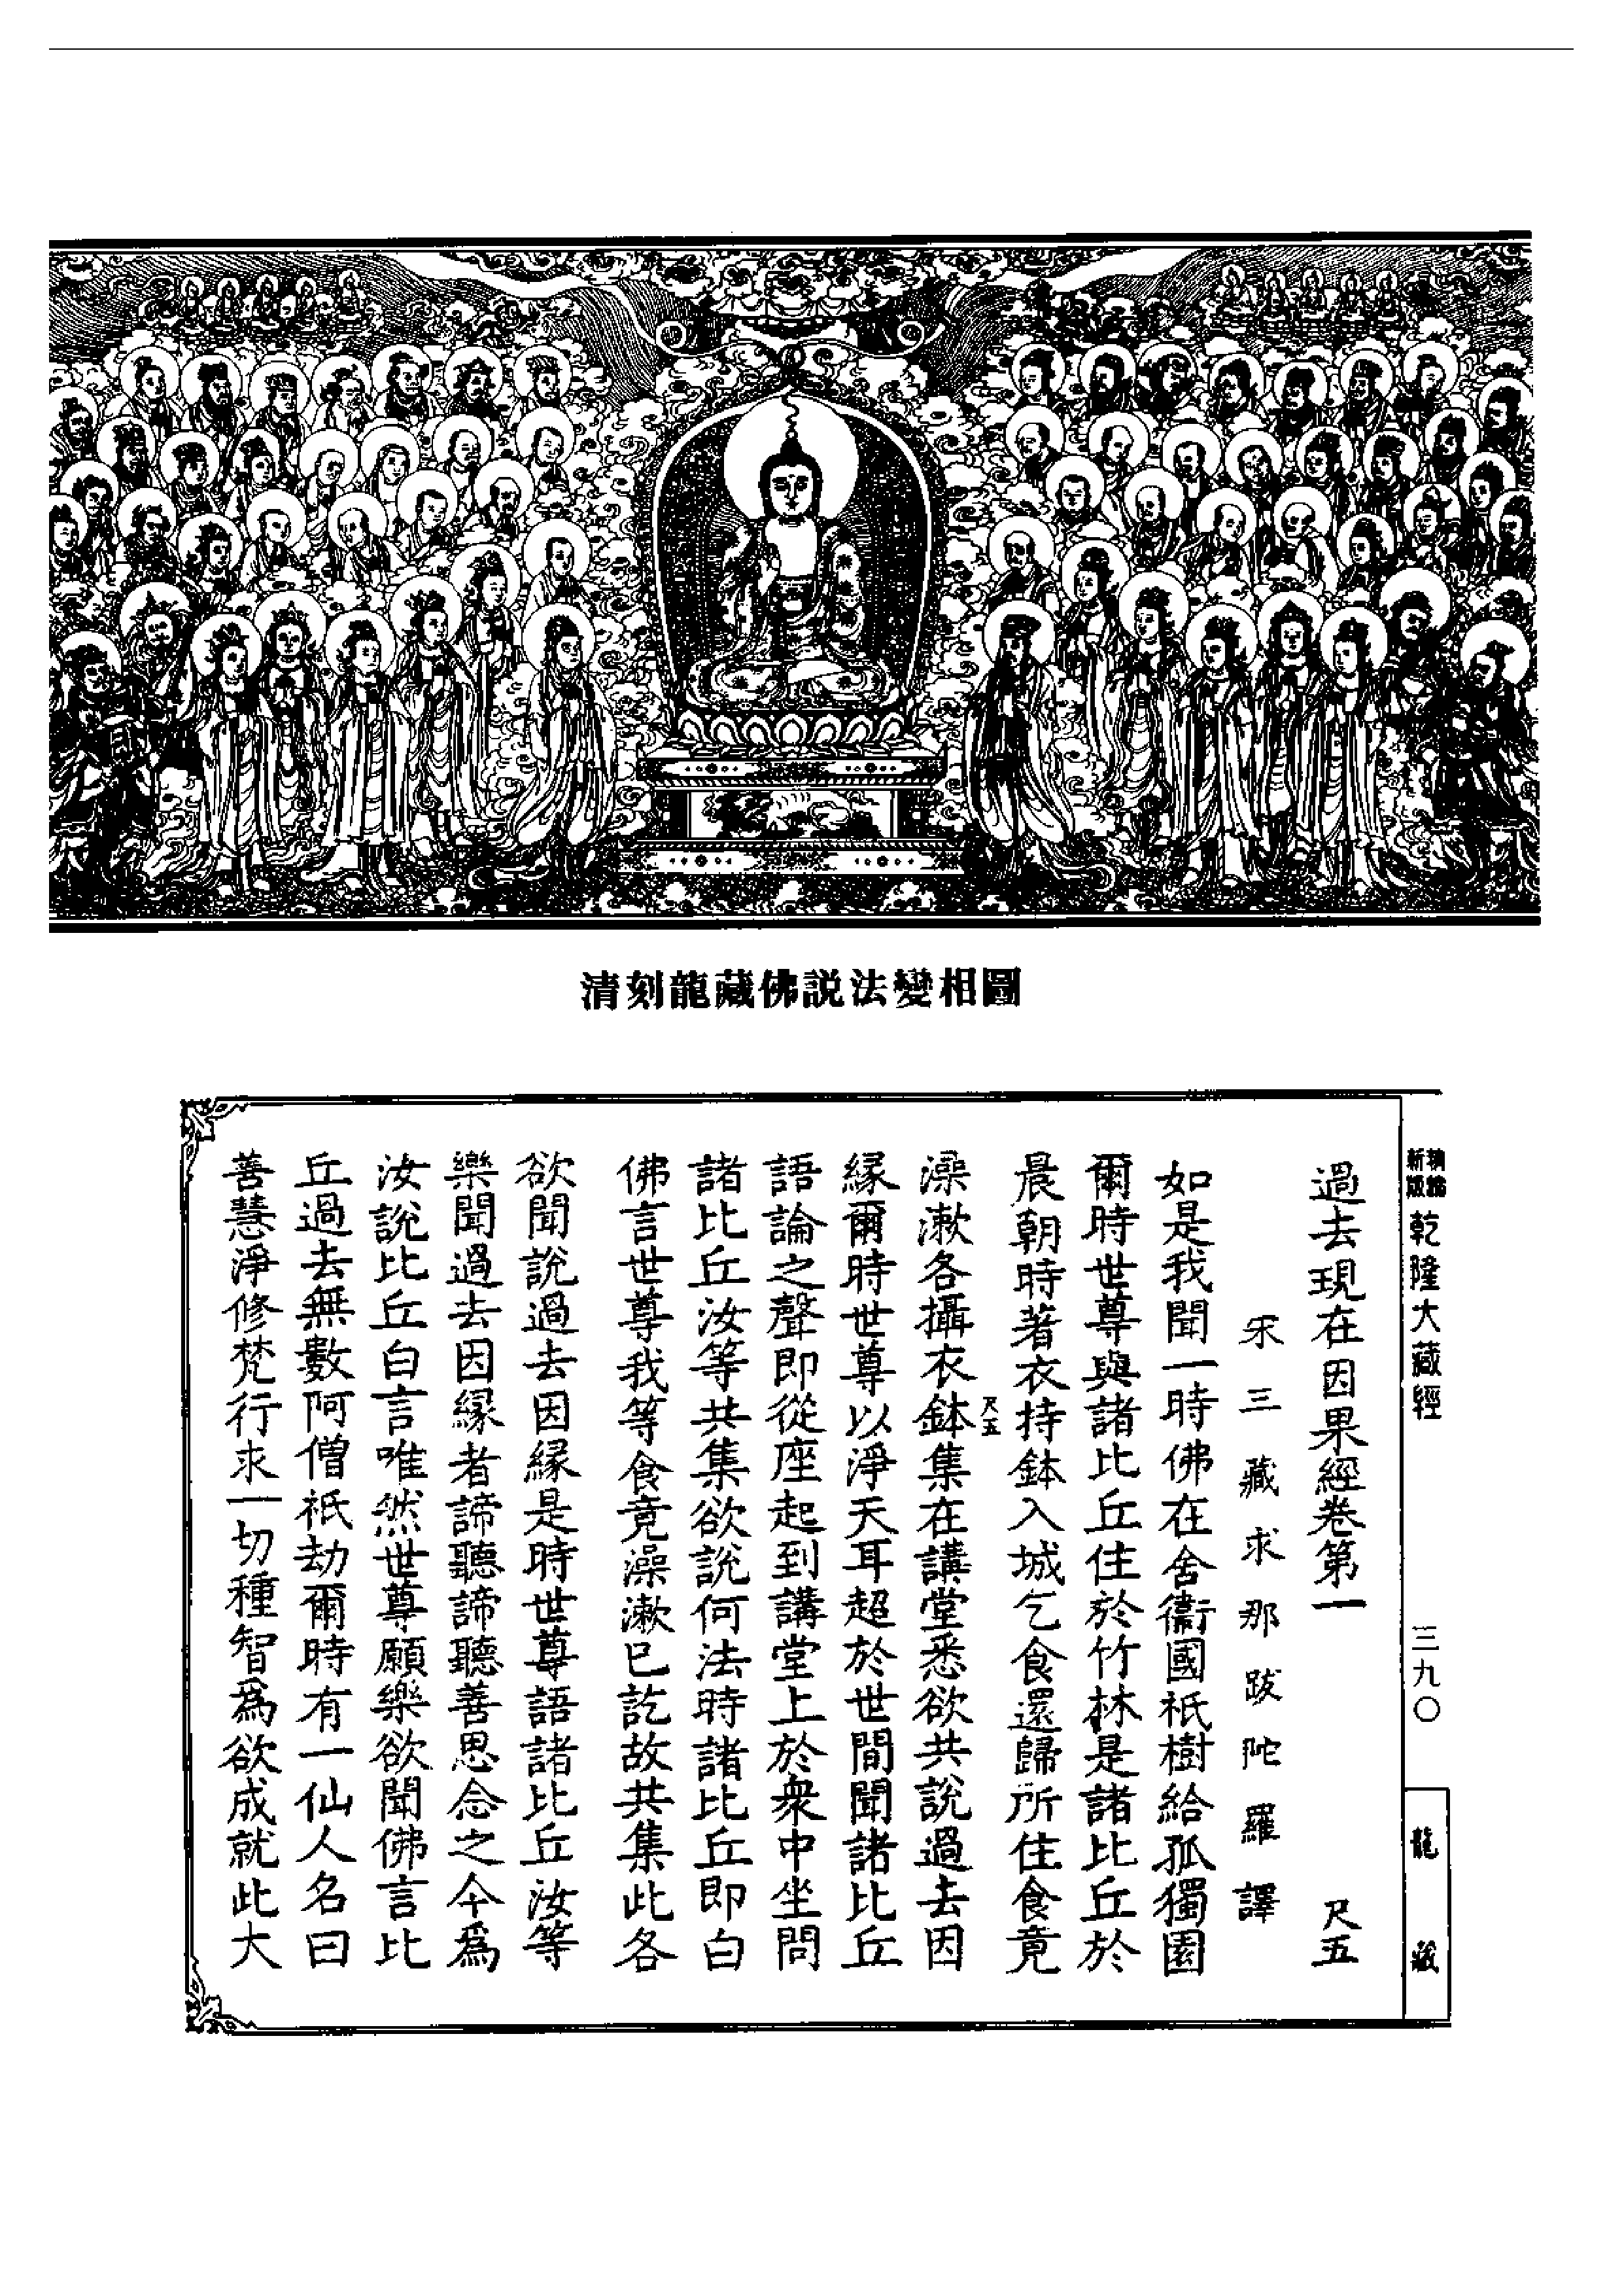 清刻龍藏佛説法變相圖
新版精縮乾隆大藏經
三九〇
龍藏
過去現在因果經卷第一 尺五
宋三藏求那跋陀羅譯
如是我聞一時佛在舍衞國祇樹給孤獨園
爾時世尊與諸比丘住於竹林是諸比丘於
晨朝時著衣持鉢入城乞食還歸所住食竟
尺五
澡漱各攝衣鉢集在講堂悉欲共說過去因
緣爾時世尊以淨天耳超於世間聞諸比丘
語論之聲即從座起到講堂上於衆中坐問
諸比丘汝等共集欲說何法時諸比丘即白
佛言世尊我等食竟澡漱已訖故共集此各
欲聞說過去因緣是時世尊語諸比丘汝等
樂聞過去因緣者諦聽諦聽善思念之今為
汝說比丘白言唯然世尊願樂欲聞佛言比
丘過去無數阿僧祇劫爾時有一仙人名曰
善慧淨修梵行求一切種智為欲成就此大